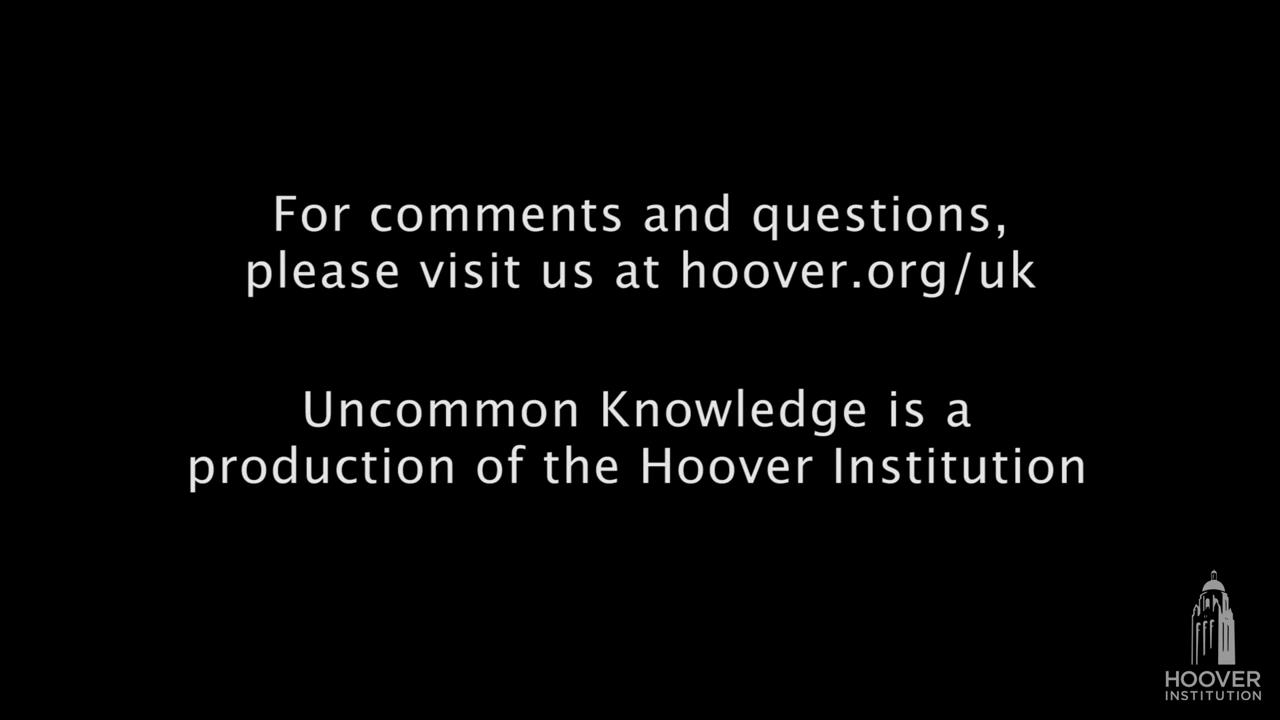 For comments and questions,
please visit us at hoover.org/uk
Uncommon Knowledge is a
production of the Hoover Institution
HOOVER
INSTITUTION